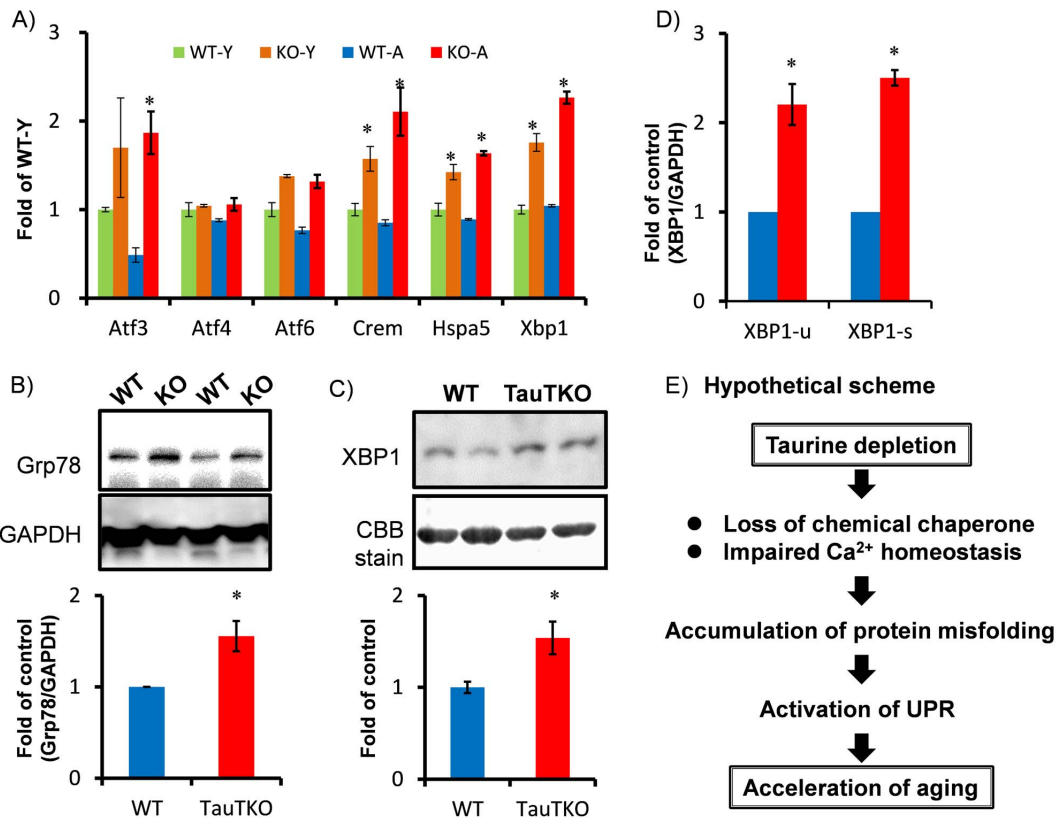 A)
3
2
1
0
Fold of WT-Y
WT-Y KO-Y WT-A KO-A
* * * * * * *
Atf3 Atf4 Atf6 Crem Hspa5 Xbp1
D)
3
2
1
0
Fold of control
(XBP1/GAPDH)
* *
XBP1-u XBP1-s
B)
WT KO WT KO
Grp78
GAPDH
2
1
0
Fold of control
(Grp78/GAPDH)
*
WT TauTKO
C)
WT TauTKO
XBP1
CBB
stain
2
1
0
Fold of control
*
WT TauTKO
E) Hypothetical scheme
Taurine depletion
● Loss of chemical chaperone
● Impaired Ca²⁺ homeostasis
Accumulation of protein misfolding
Activation of UPR
Acceleration of aging